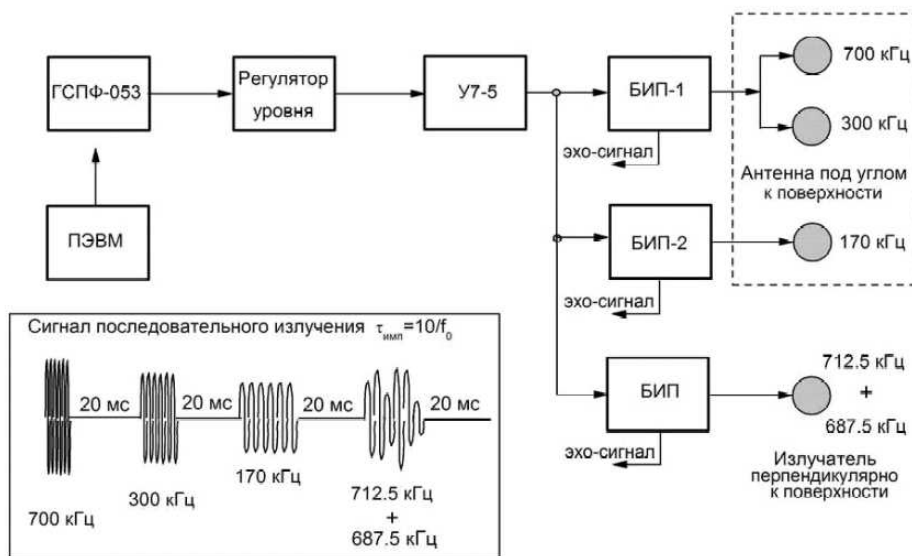 ГСПФ-053
Регулятор
уровня
У7-5
БИП-1
700 кГц
300 кГц
эхо-сигнал
Антенна под углом
к поверхности
ПЭВМ
БИП-2
170 кГц
эхо-сигнал
Сигнал последовательного излучения τимп=10/f0
20 мс
20 мс
20 мс
20 мс
700 кГц
300 кГц
170 кГц
712.5 кГц
+
687.5 кГц
БИП
712.5 кГц
+
687.5 кГц
эхо-сигнал
Излучатель
перпендикулярно
к поверхности